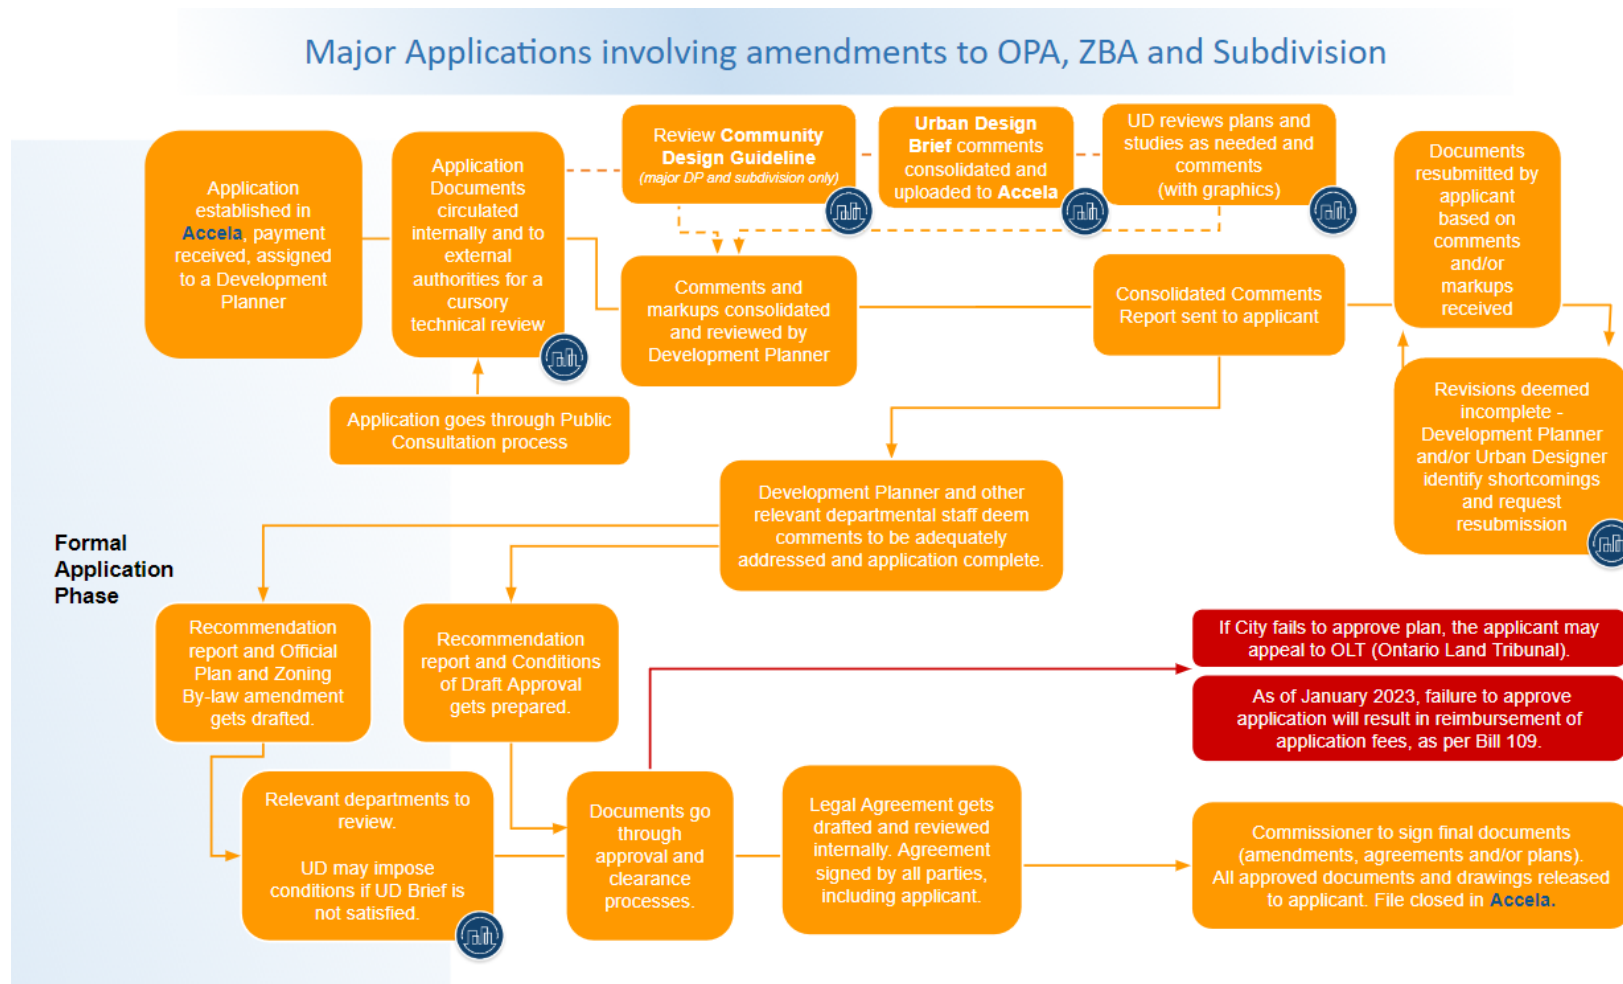 Major Applications involving amendments to OPA, ZBA and Subdivision
Application
established in
Accela, payment
received, assigned
to a Development
Planner
Application
Documents
circulated
internally and to
external
authorities for a
cursory
technical review
Review Community
Design Guideline
(major DP and subdivision only)
Urban Design
Brief comments
consolidated and
uploaded to Accela
UD reviews plans and
studies as needed and
comments
(with graphics)
Documents
resubmitted by
applicant
based on
comments
and/or
markups
received
Comments and
markups consolidated
and reviewed by
Development Planner
Consolidated Comments
Report sent to applicant
Application goes through Public
Consultation process
Revisions deemed
incomplete -
Development Planner
and/or Urban Designer
identify shortcomings
and request
resubmission
Development Planner and other
relevant departmental staff deem
comments to be adequately
addressed and application complete.
Formal
Application
Phase
Recommendation
report and Official
Plan and Zoning
By-law amendment
gets drafted.
Recommendation
report and Conditions
of Draft Approval
gets prepared.
If City fails to approve plan, the applicant may
appeal to OLT (Ontario Land Tribunal).
As of January 2023, failure to approve
application will result in reimbursement of
application fees, as per Bill 109.
Relevant departments to
review.
UD may impose
conditions if UD Brief is
not satisfied.
Documents go
through
approval and
clearance
processes.
Legal Agreement gets
drafted and reviewed
internally. Agreement
signed by all parties,
including applicant.
Commissioner to sign final documents
(amendments, agreements and/or plans).
All approved documents and drawings released
to applicant. File closed in Accela.